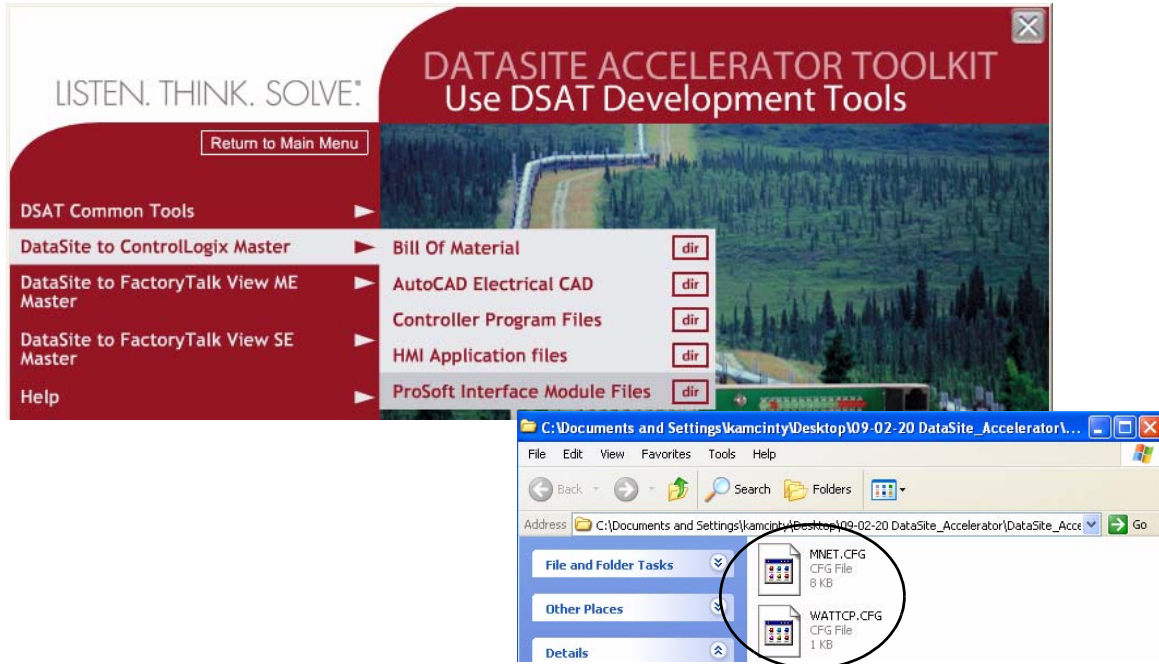 LISTEN. THINK. SOLVE.®
DATASITE ACCELERATOR TOOLKIT
Use DSAT Development Tools
Return to Main Menu
DSAT Common Tools
DataSite to ControlLogix Master
DataSite to FactoryTalk View ME
Master
DataSite to FactoryTalk View SE
Master
Help
Bill Of Material dir
AutoCAD Electrical CAD dir
Controller Program Files dir
HMI Application files dir
ProSoft Interface Module Files dir
C:\Documents and Settings\kamcinty\Desktop\09-02-20 DataSite_Accelerator\...
File Edit View Favorites Tools Help
Back Search Folders
Address C:\Documents and Settings\kamcinty\Desktop\09-02-20 DataSite_Accelerator\DataSite_Acce Go
File and Folder Tasks
Other Places
Details
MNET.CFG
CFG File
8 KB
WATTCP.CFG
CFG File
1 KB